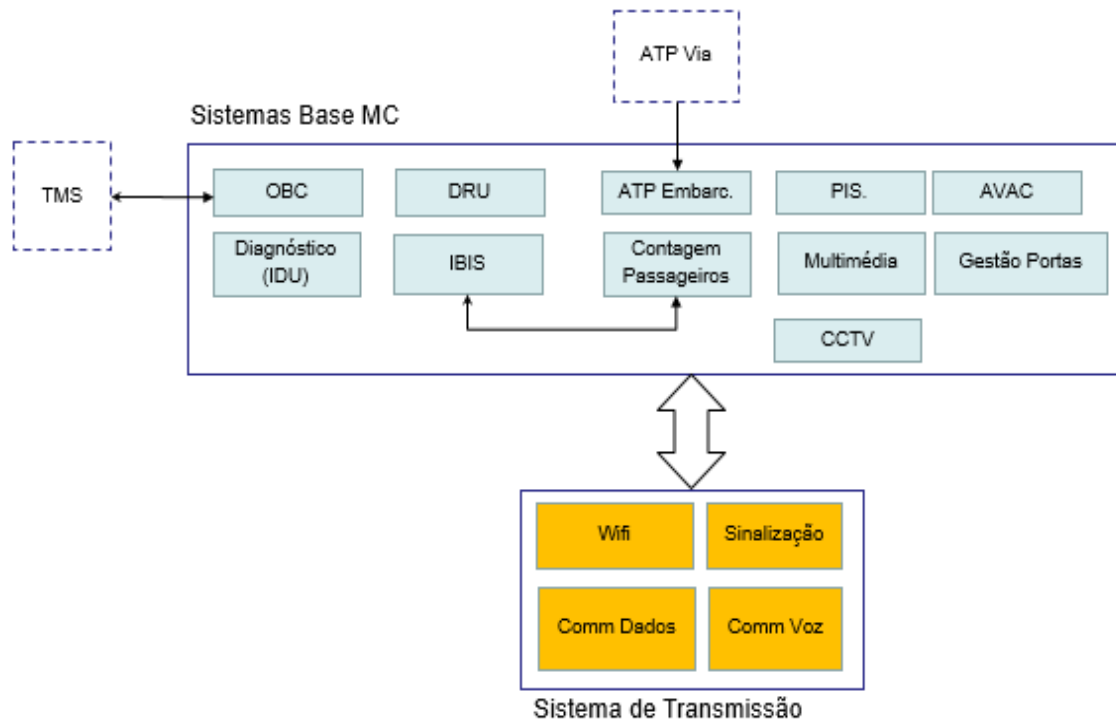 ATP Via
Sistemas Base MC
TMS
OBC
DRU
ATP Embarc.
PIS.
AVAC
Diagnóstico
(IDU)
IBIS
Contagem
Passageiros
Multimédia
Gestão Portas
CCTV
Wifi
Sinalização
Comm Dados
Comm Voz
Sistema de Transmissão